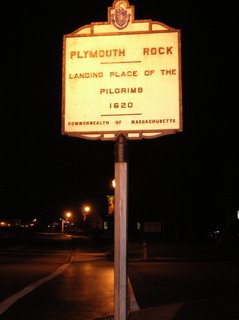 PLYMOUTH ROCK
LANDING PLACE OF THE
PILGRIMS
1620
COMMONWEALTH OF MASSACHUSETTS